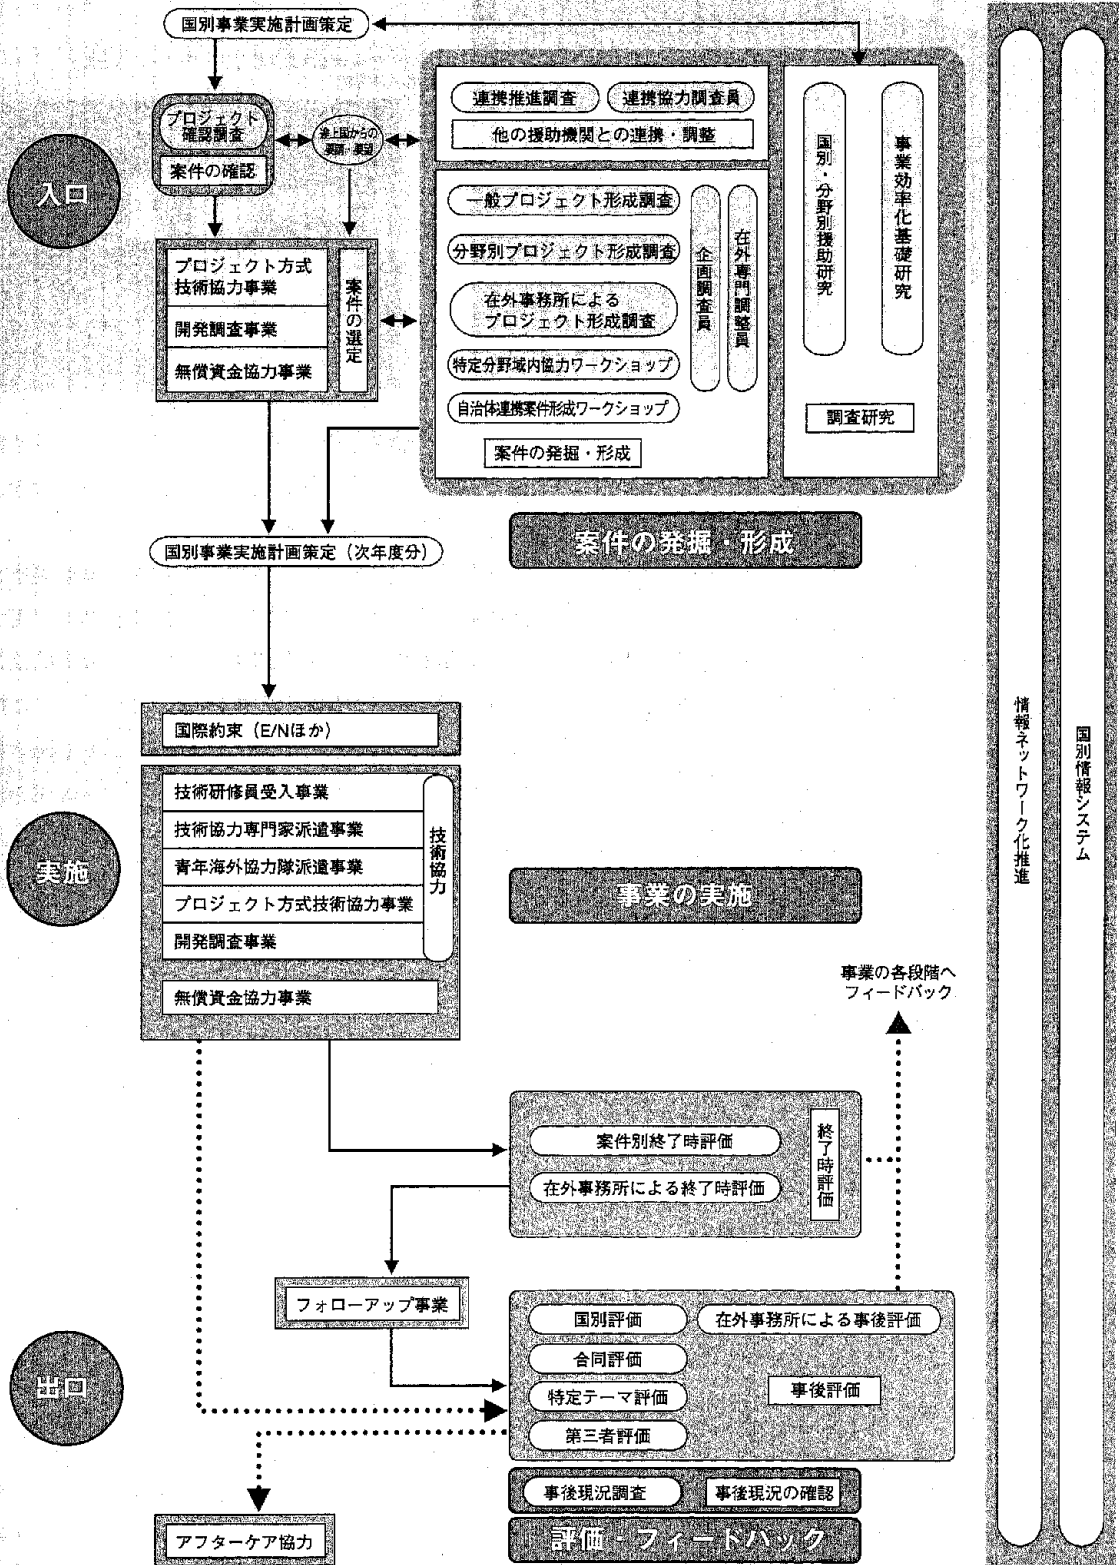 国別事業実施計画策定
入口
プロジェクト
確認調査
案件の確認
途上国からの
要請・要望
連携推進調査
連携協力調査員
他の援助機関との連携・調整
プロジェクト方式
技術協力事業
開発調査事業
無償資金協力事業
案件の選定
一般プロジェクト形成調査
分野別プロジェクト形成調査
在外事務所による
プロジェクト形成調査
特定分野域内協力ワークショップ
自治体連携案件形成ワークショップ
案件の発掘・形成
企画調査員
在外専門調整員
国別・分野別援助研究
事業効率化基礎研究
調査研究
案件の発掘・形成
国別事業実施計画策定（次年度分）
国際約束（E/Nほか）
実施
技術研修員受入事業
技術協力専門家派遣事業
青年海外協力隊派遣事業
プロジェクト方式技術協力事業
開発調査事業
技術協力
無償資金協力事業
事業の実施
事業の各段階へ
フィードバック
案件別終了時評価
在外事務所による終了時評価
終了時評価
フォローアップ事業
出口
国別評価
在外事務所による事後評価
合同評価
特定テーマ評価
事後評価
第三者評価
事後現況調査
事後現況の確認
アフターケア協力
評価・フィートハック
情報ネットワーク化推進
国別情報システム